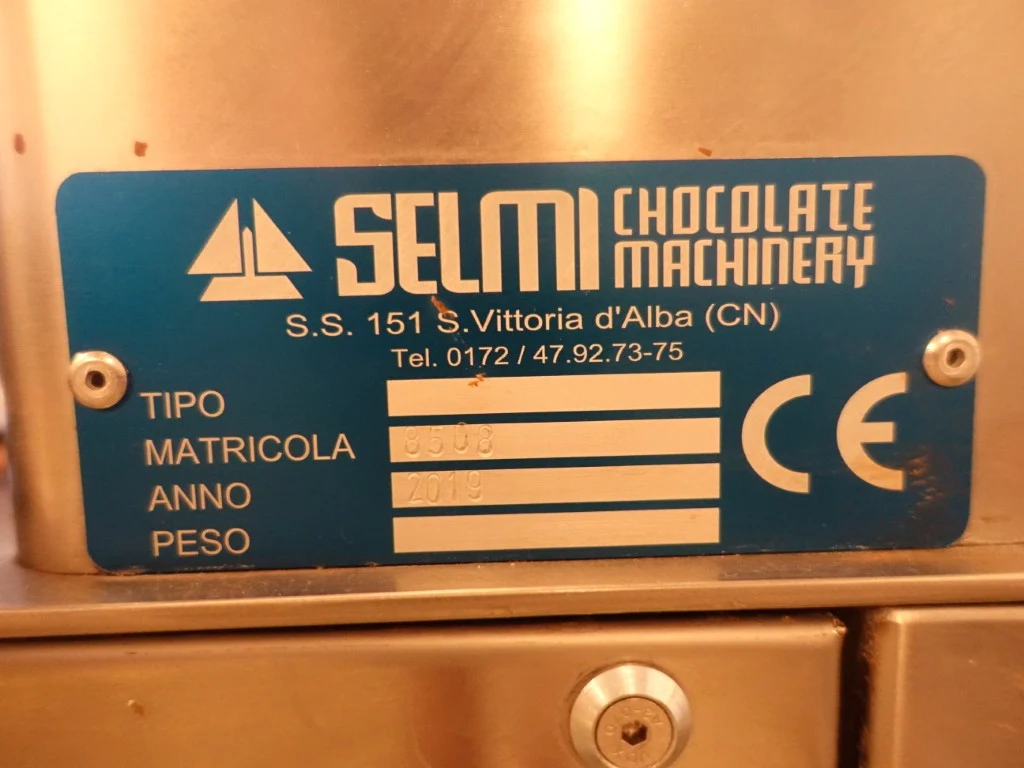 SELMI CHOCOLATE MACHINERY
S.S. 151 S.Vittoria d'Alba (CN)
Tel. 0172 / 47.92.73-75
TIPO
MATRICOLA 8508
ANNO 2019
PESO
CE